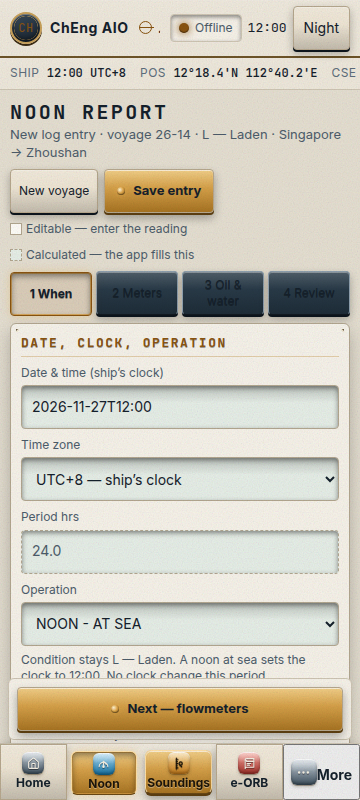 CH ChEng AIO Offline 12:00 Night
SHIP 12:00 UTC+8 POS 12°18.4'N 112°40.2'E CSE
NOON REPORT
New log entry · voyage 26-14 · L — Laden · Singapore
→ Zhoushan
New voyage Save entry
Editable — enter the reading
Calculated — the app fills this
1 When 2 Meters 3 Oil & water 4 Review
DATE, CLOCK, OPERATION
Date & time (ship's clock)
2026-11-27T12:00
Time zone
UTC+8 — ship's clock
Period hrs
24.0
Operation
NOON - AT SEA
Condition stays L — Laden. A noon at sea sets the
clock to 12:00. No clock change this period.
Next — flowmeters
Home Noon Soundings e-ORB More